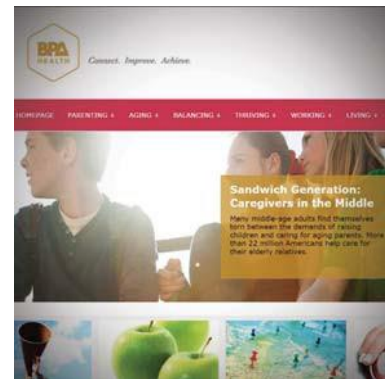 BPA
HEALTH
Connect. Improve. Achieve.
HOMEPAGE PARENTING + AGING + BALANCING + THRIVING + WORKING + LIVING +
Sandwich Generation:
Caregivers in the Middle
Many middle-age adults find themselves
torn between the demands of raising
children and caring for aging parents. More
than 22 million Americans help care for
their elderly relatives.